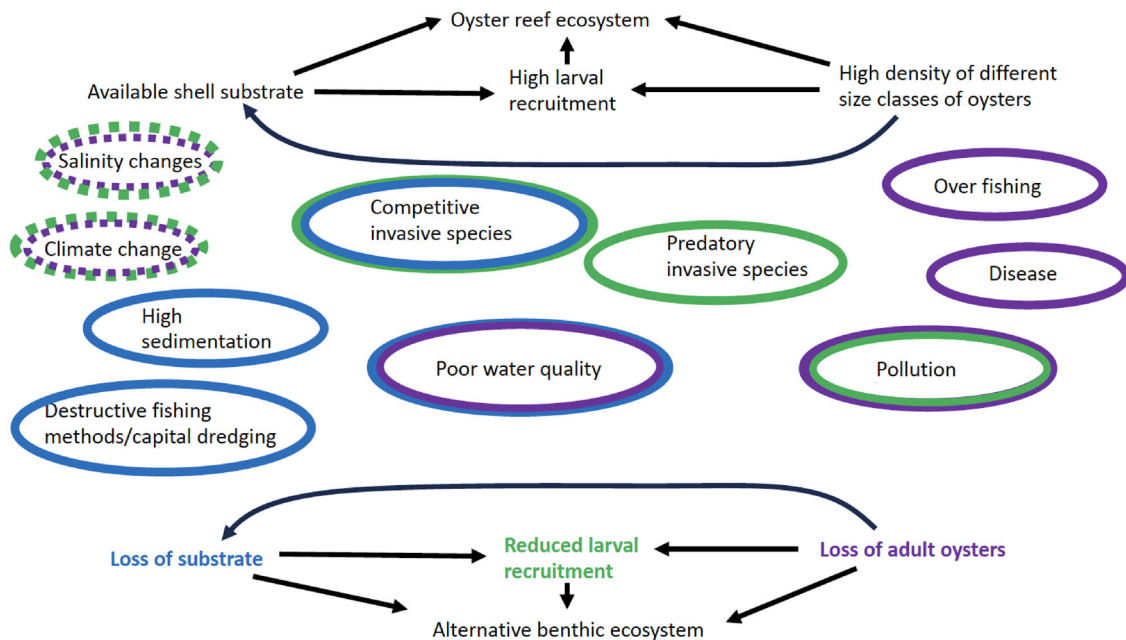 Oyster reef ecosystem
Available shell substrate
High larval
recruitment
High density of different
size classes of oysters
Salinity changes
Competitive
invasive species
Over fishing
Climate change
Predatory
invasive species
Disease
High
sedimentation
Poor water quality
Pollution
Destructive fishing
methods/capital dredging
Loss of substrate
Reduced larval
recruitment
Loss of adult oysters
Alternative benthic ecosystem